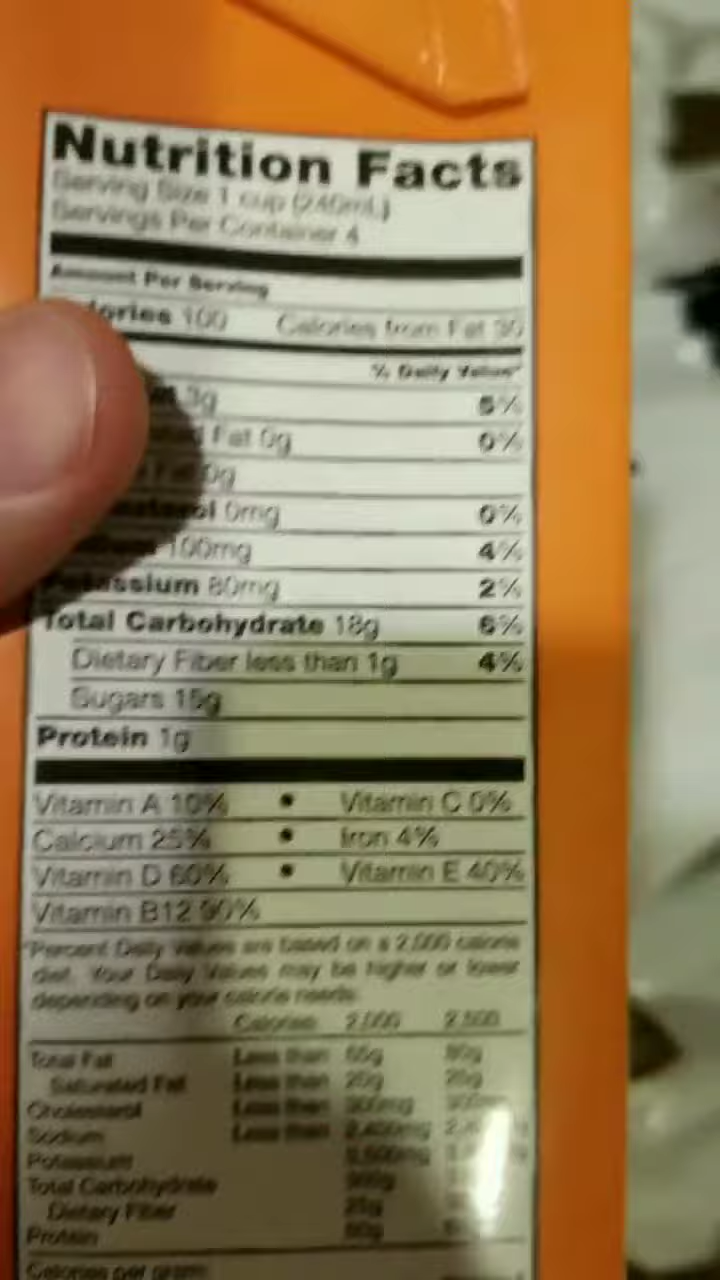 Nutrition Facts
Serving Size 1 cup (240mL)
Servings Per Container 4
Amount Per Serving
ories 100 Calories from Fat 30
% Daily Value*
at 3g 5%
Fat 0g 0%
Fat 0g
sterol 0mg 0%
100mg 4%
Potassium 80mg 2%
Total Carbohydrate 18g 6%
Dietary Fiber less than 1g 4%
Sugars 15g
Protein 1g
Vitamin A 10% • Vitamin C 0%
Calcium 25% • Iron 4%
Vitamin D 60% • Vitamin E 40%
Vitamin B12 90%
*Percent Daily Values are based on a 2,000 calorie
diet. Your Daily Values may be higher or lower
depending on your calorie needs:
Calories 2,000 2,500
Total Fat Less than 65g 80g
Saturated Fat Less than 20g 25g
Cholesterol Less than 300mg 300mg
Sodium Less than 2,400mg
Potassium 3,500mg
Total Carbohydrate 300g
Dietary Fiber 25g
Protein 50g
Calories per gram: